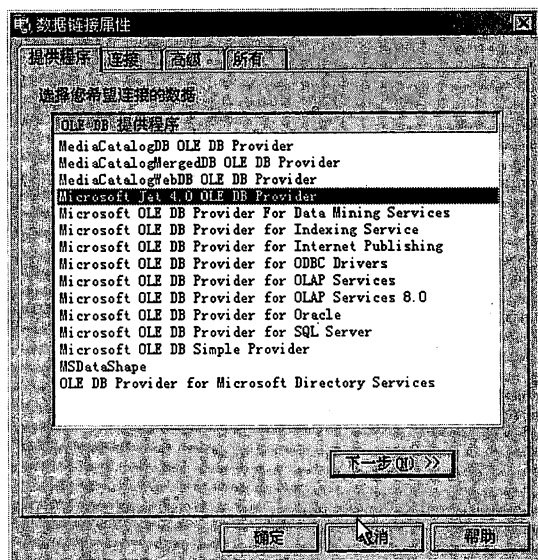 数据链接属性
提供程序 连接 高级 所有
选择您希望连接的数据:
OLE DB 提供程序
MediaCatalogDB OLE DB Provider
MediaCatalogMergedDB OLE DB Provider
MediaCatalogWebDB OLE DB Provider
Microsoft Jet 4.0 OLE DB Provider
Microsoft OLE DB Provider For Data Mining Services
Microsoft OLE DB Provider for Indexing Service
Microsoft OLE DB Provider for Internet Publishing
Microsoft OLE DB Provider for ODBC Drivers
Microsoft OLE DB Provider for OLAP Services
Microsoft OLE DB Provider for OLAP Services 8.0
Microsoft OLE DB Provider for Oracle
Microsoft OLE DB Provider for SQL Server
Microsoft OLE DB Simple Provider
MSDataShape
OLE DB Provider for Microsoft Directory Services
下一步(N) >>
确定 取消 帮助